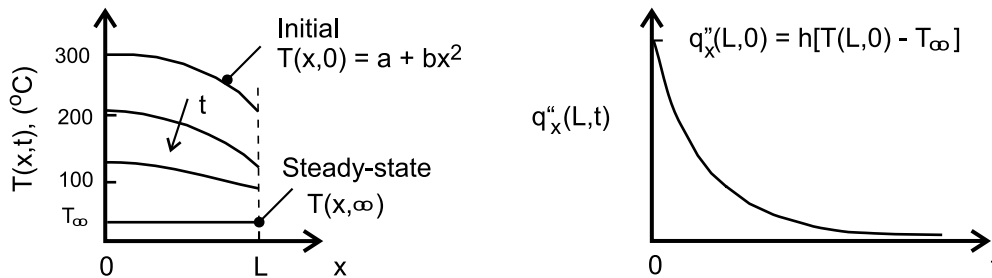 Initial
T(x,0) = a + bx²
300
200
100
T∞
T(x,t), (°C)
t
Steady-state
T(x,∞)
0
L
x
q″ₓ(L,0) = h[T(L,0) - T∞]
q″ₓ(L,t)
0